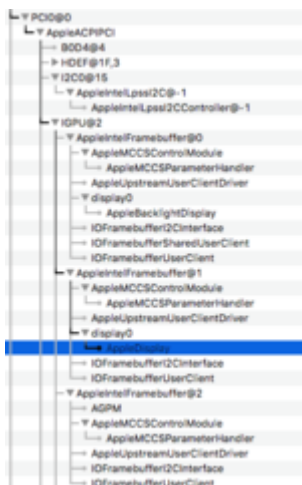 PCI0@0
AppleACPIPCI
B0D4@4
HDEF@1F,3
I2C0@15
AppleIntelLpssI2C@-1
AppleIntelLpssI2CController@-1
IGPU@2
AppleIntelFramebuffer@0
AppleMCCSControlModule
AppleMCCSParameterHandler
AppleUpstreamUserClientDriver
display0
AppleBacklightDisplay
IOFramebufferI2CInterface
IOFramebufferSharedUserClient
IOFramebufferUserClient
AppleIntelFramebuffer@1
AppleMCCSControlModule
AppleMCCSParameterHandler
AppleUpstreamUserClientDriver
display0
AppleDisplay
IOFramebufferI2CInterface
IOFramebufferUserClient
AppleIntelFramebuffer@2
AGPM
AppleMCCSControlModule
AppleMCCSParameterHandler
AppleUpstreamUserClientDriver
IOFramebufferI2CInterface
IOFramebufferUserClient